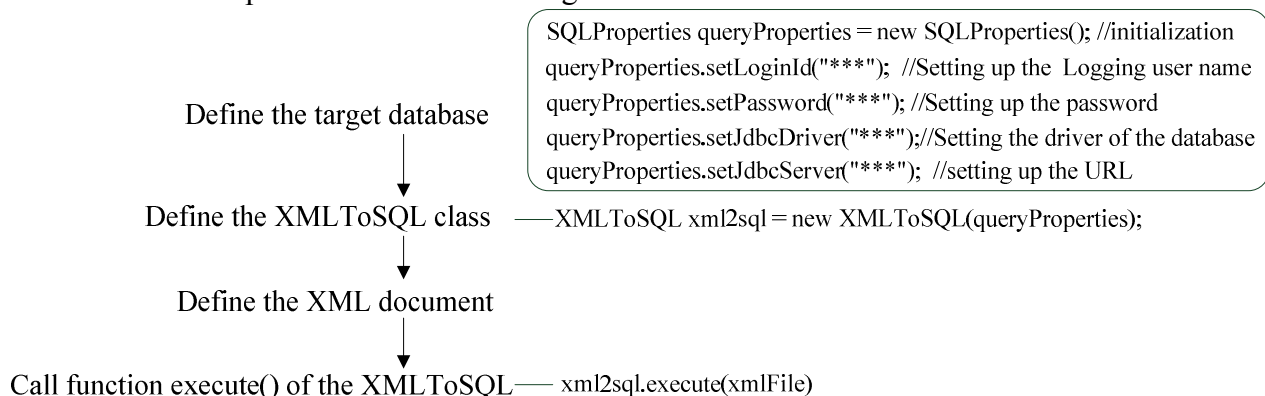 SQLProperties queryProperties = new SQLProperties(); //initialization
queryProperties.setLoginId("***"); //Setting up the Logging user name
queryProperties.setPassword("***"); //Setting up the password
queryProperties.setJdbcDriver("***");//Setting the driver of the database
queryProperties.setJdbcServer("***"); //setting up the URL
Define the target database
Define the XMLToSQL class
XMLToSQL xml2sql = new XMLToSQL(queryProperties);
Define the XML document
Call function execute() of the XMLToSQL
xml2sql.execute(xmlFile)